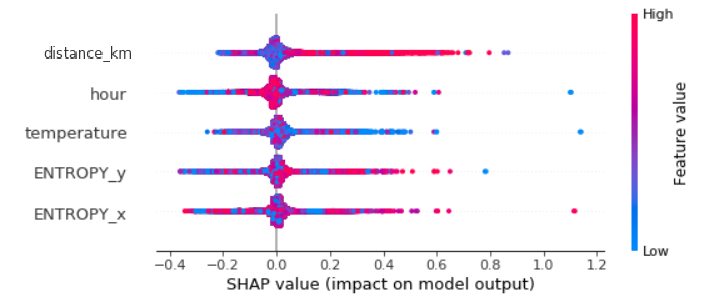 High
distance_km
hour
temperature
ENTROPY_y
ENTROPY_x
Feature value
Low
−0.4 −0.2 0.0 0.2 0.4 0.6 0.8 1.0 1.2
SHAP value (impact on model output)